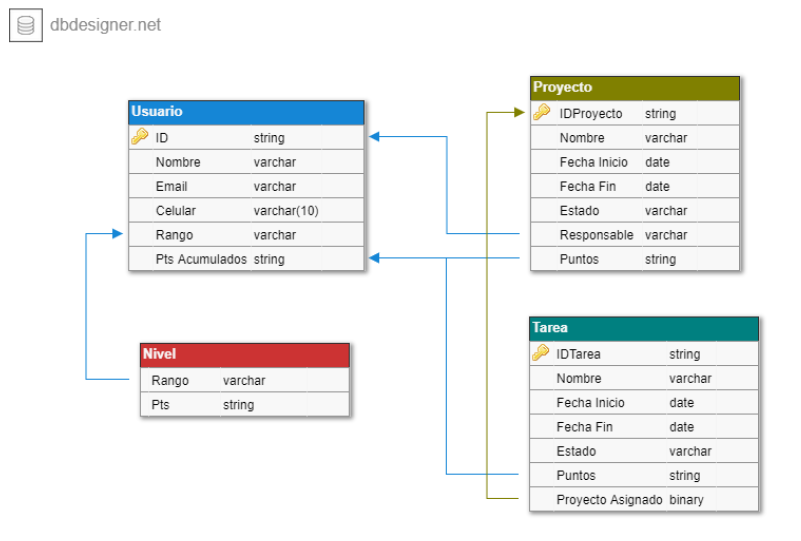 dbdesigner.net
Usuario
ID string
Nombre varchar
Email varchar
Celular varchar(10)
Rango varchar
Pts Acumulados string
Nivel
Rango varchar
Pts string
Proyecto
IDProyecto string
Nombre varchar
Fecha Inicio date
Fecha Fin date
Estado varchar
Responsable varchar
Puntos string
Tarea
IDTarea string
Nombre varchar
Fecha Inicio date
Fecha Fin date
Estado varchar
Puntos string
Proyecto Asignado binary